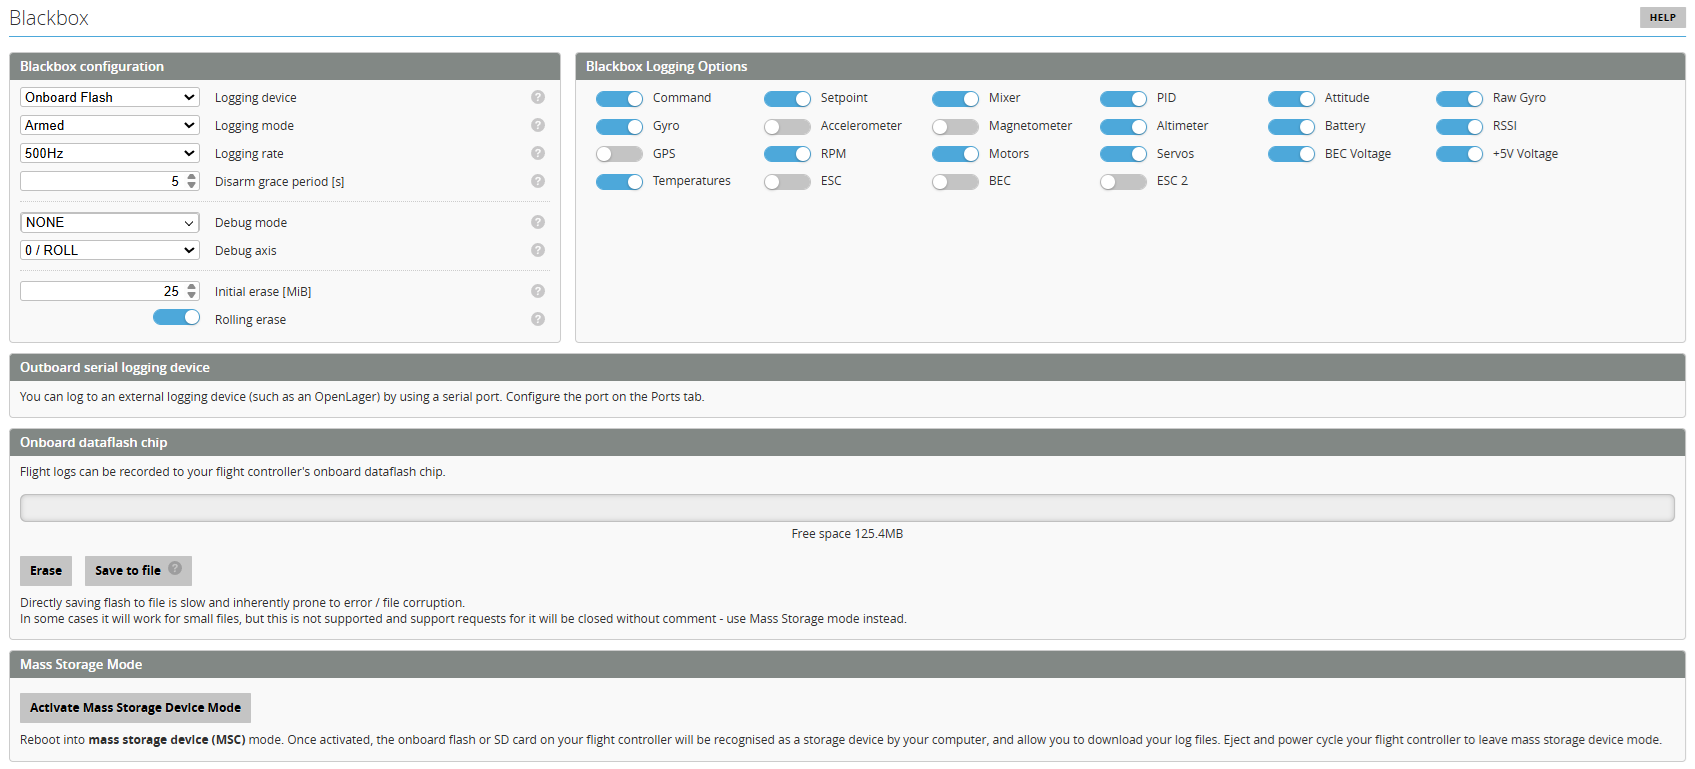 Blackbox
HELP
Blackbox configuration
Onboard Flash Logging device ?
Armed Logging mode ?
500Hz Logging rate ?
5 Disarm grace period [s] ?
NONE Debug mode ?
0 / ROLL Debug axis ?
25 Initial erase [MiB] ?
Rolling erase ?
Blackbox Logging Options
Command Setpoint Mixer PID Attitude Raw Gyro
Gyro Accelerometer Magnetometer Altimeter Battery RSSI
GPS RPM Motors Servos BEC Voltage +5V Voltage
Temperatures ESC BEC ESC 2
Outboard serial logging device
You can log to an external logging device (such as an OpenLager) by using a serial port. Configure the port on the Ports tab.
Onboard dataflash chip
Flight logs can be recorded to your flight controller's onboard dataflash chip.
Free space 125.4MB
Erase Save to file ?
Directly saving flash to file is slow and inherently prone to error / file corruption.
In some cases it will work for small files, but this is not supported and support requests for it will be closed without comment - use Mass Storage mode instead.
Mass Storage Mode
Activate Mass Storage Device Mode
Reboot into mass storage device (MSC) mode. Once activated, the onboard flash or SD card on your flight controller will be recognised as a storage device by your computer, and allow you to download your log files. Eject and power cycle your flight controller to leave mass storage device mode.